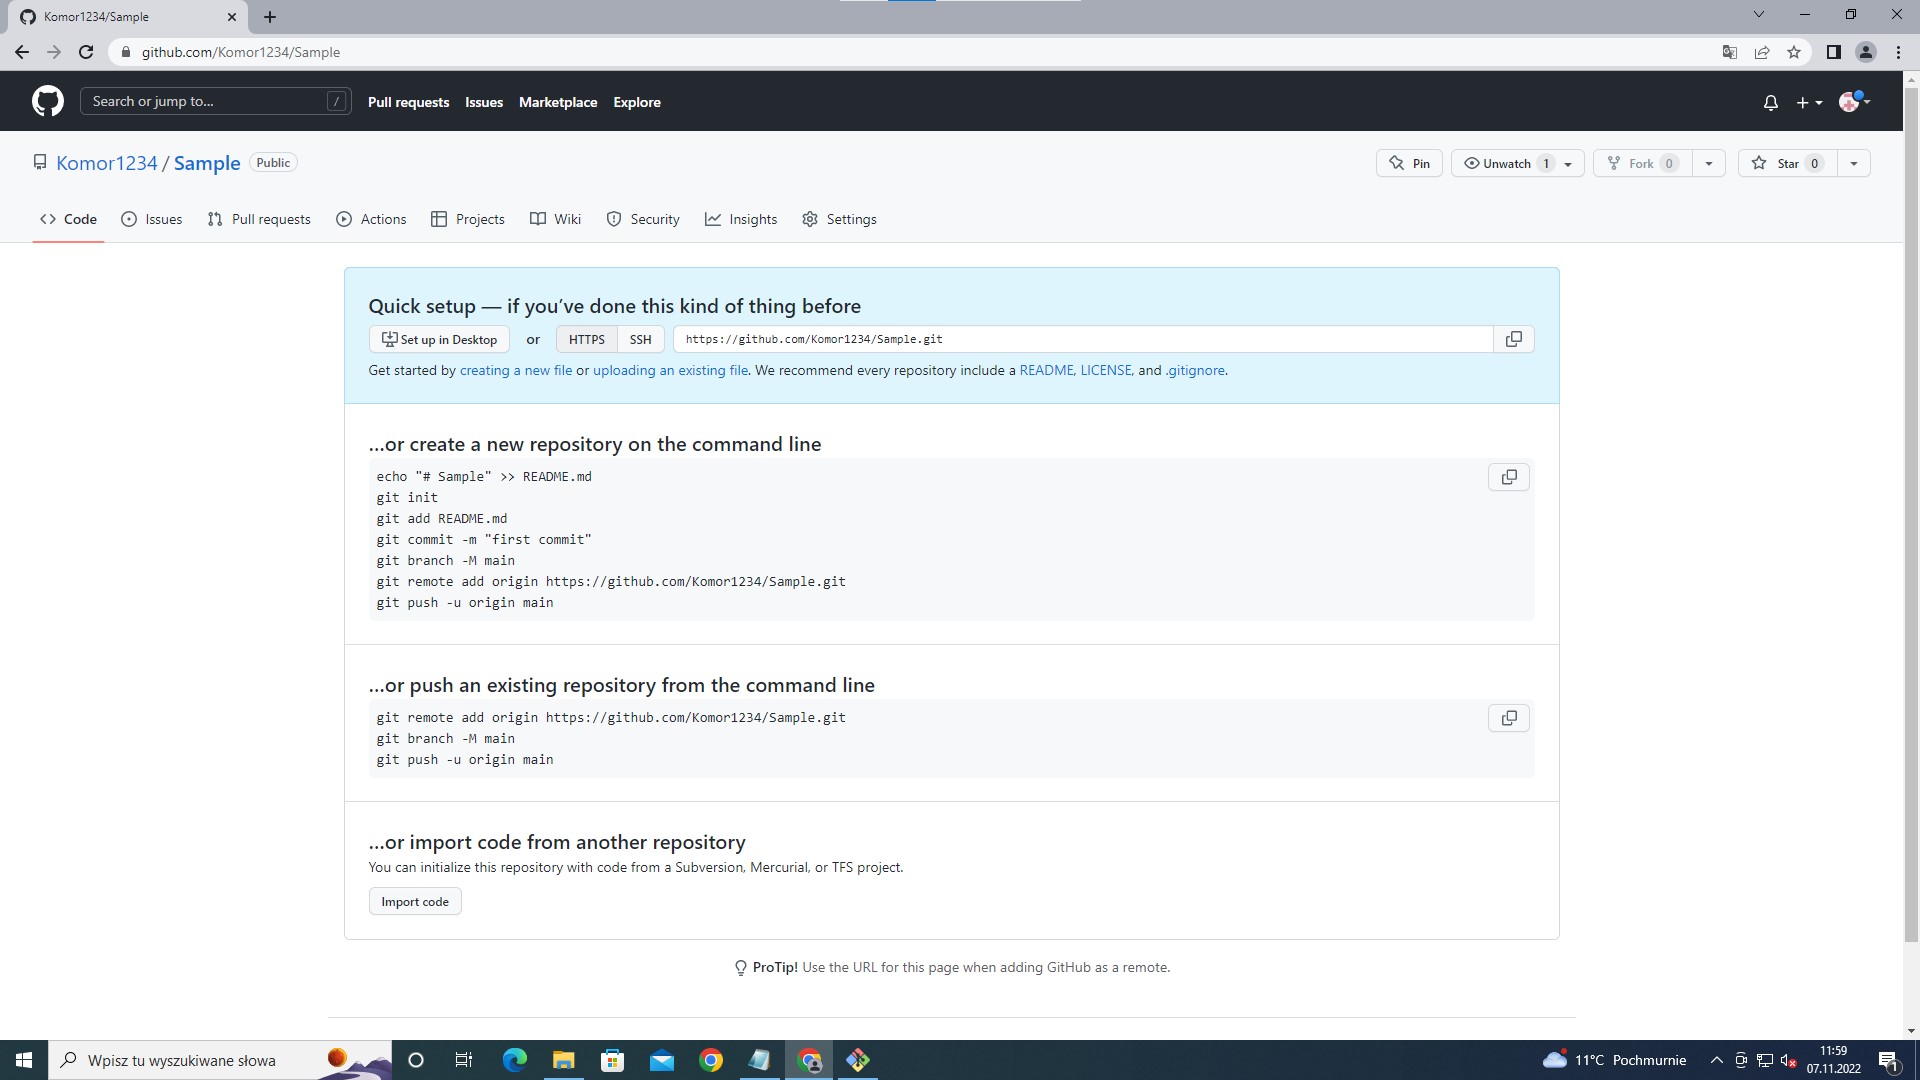 Komor1234/Sample
github.com/Komor1234/Sample
Search or jump to... /
Pull requests Issues Marketplace Explore
Komor1234 / Sample Public
Pin Unwatch 1 Fork 0 Star 0
Code Issues Pull requests Actions Projects Wiki Security Insights Settings
Quick setup — if you’ve done this kind of thing before
Set up in Desktop or HTTPS SSH https://github.com/Komor1234/Sample.git
Get started by creating a new file or uploading an existing file. We recommend every repository include a README, LICENSE, and .gitignore.
…or create a new repository on the command line
echo "# Sample" >> README.md
git init
git add README.md
git commit -m "first commit"
git branch -M main
git remote add origin https://github.com/Komor1234/Sample.git
git push -u origin main
…or push an existing repository from the command line
git remote add origin https://github.com/Komor1234/Sample.git
git branch -M main
git push -u origin main
…or import code from another repository
You can initialize this repository with code from a Subversion, Mercurial, or TFS project.
Import code
ProTip! Use the URL for this page when adding GitHub as a remote.
Wpisz tu wyszukiwane słowa
11°C Pochmurnie
11:59
07.11.2022
1